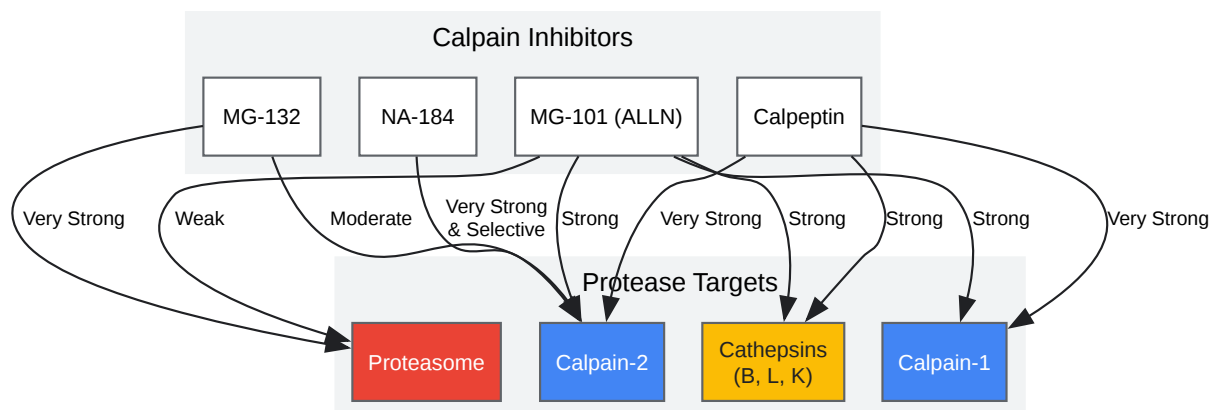 Calpain Inhibitors
MG-132
NA-184
MG-101 (ALLN)
Calpeptin
Very Strong
Weak
Moderate
Very Strong
& Selective
Strong
Very Strong
Strong
Strong
Strong
Very Strong
Protease Targets
Proteasome
Calpain-2
Cathepsins
(B, L, K)
Calpain-1